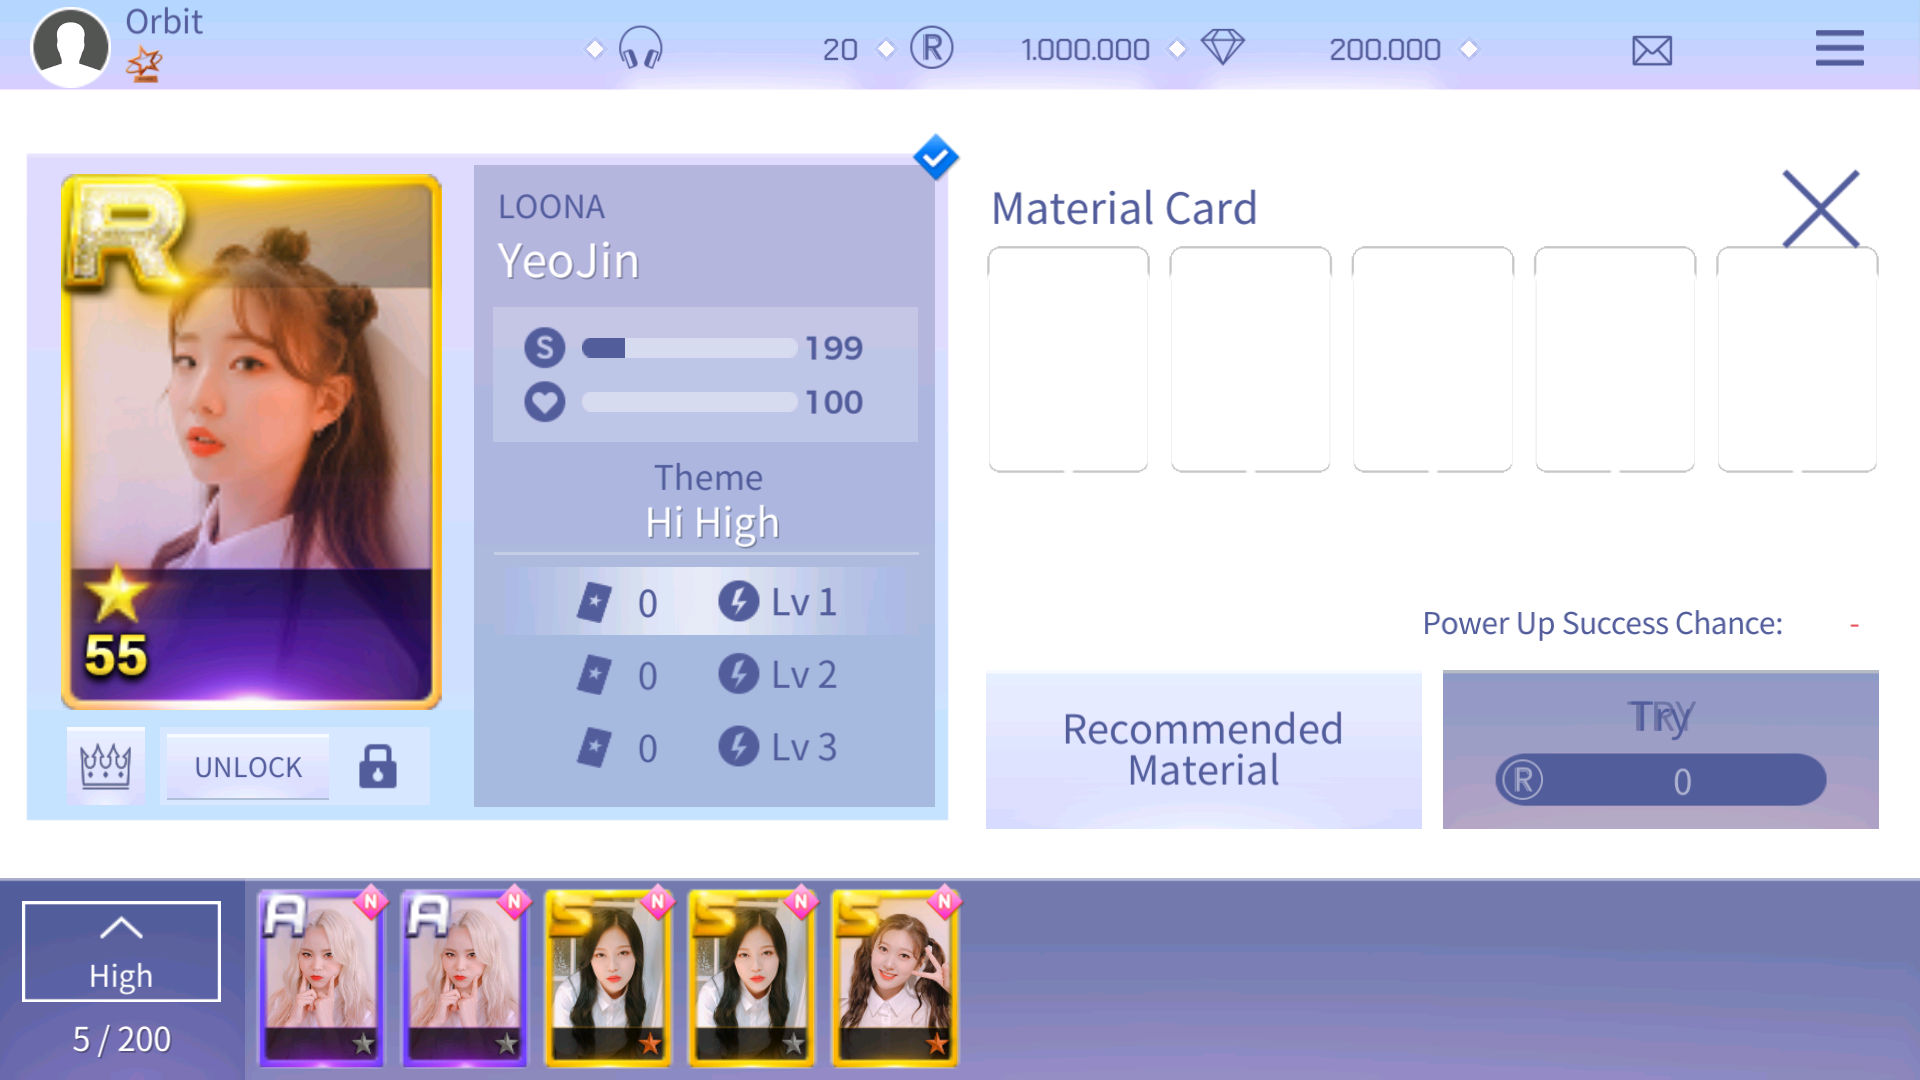 Orbit
20
R
1.000.000
200.000
R
55
UNLOCK
LOONA
YeoJin
S 199
100
Theme
Hi High
0 Lv 1
0 Lv 2
0 Lv 3
Material Card
Power Up Success Chance: -
Recommended
Material
Try
R 0
High
5 / 200
A N
A N
S N
S N
S N